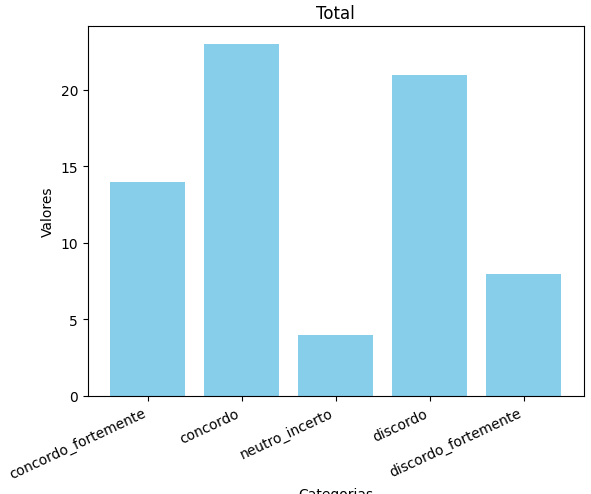 Total
Valores
20
15
10
5
0
concordo_fortemente
concordo
neutro_incerto
discordo
discordo_fortemente
Categorias